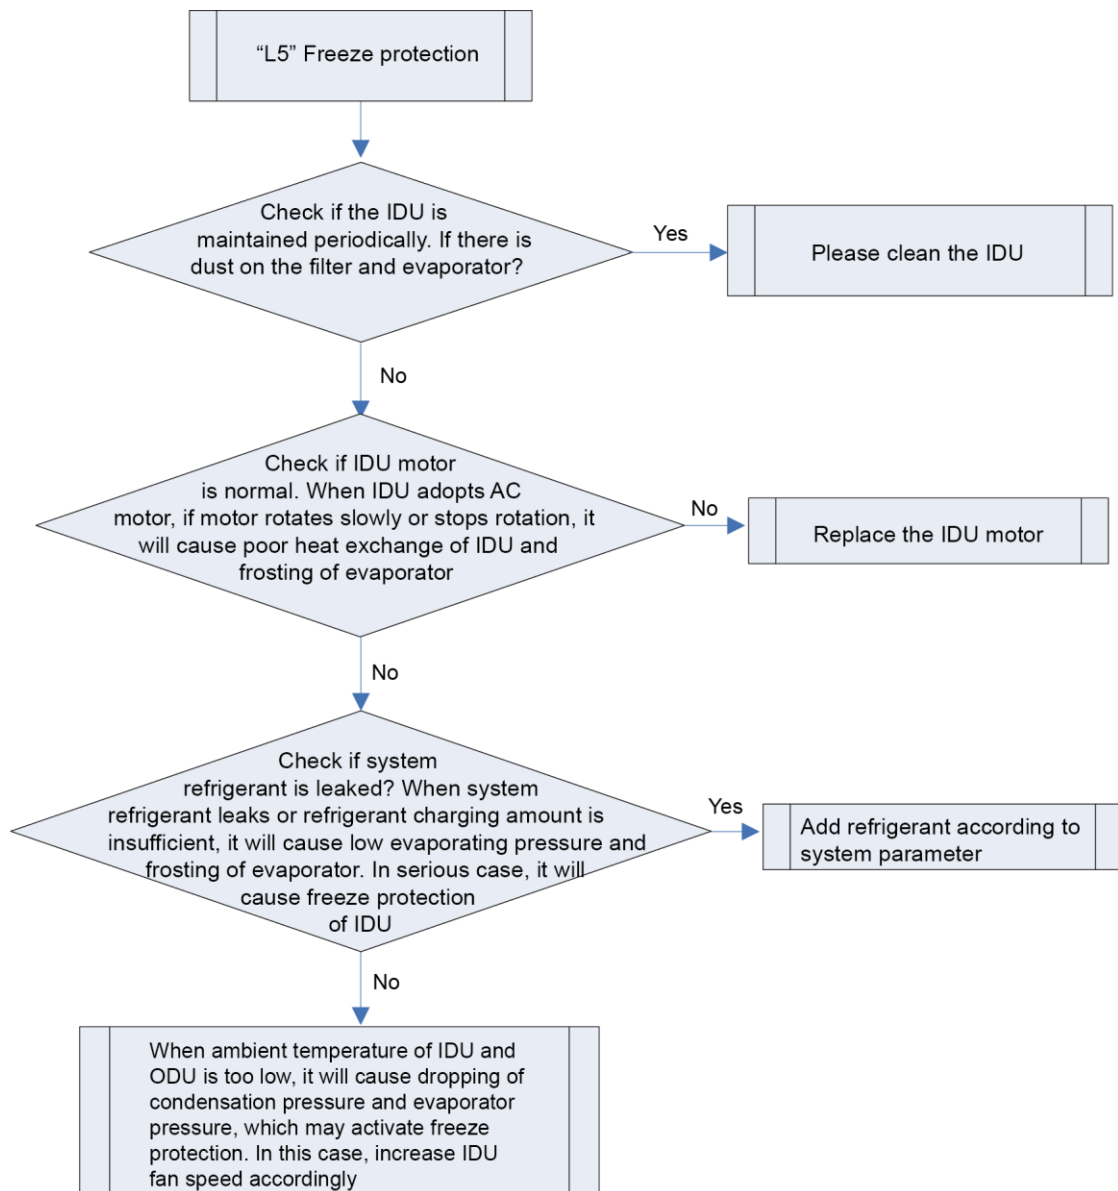 “L5” Freeze protection
Check if the IDU is
maintained periodically. If there is
dust on the filter and evaporator?
Yes
Please clean the IDU
No
Check if IDU motor
is normal. When IDU adopts AC
motor, if motor rotates slowly or stops rotation, it
will cause poor heat exchange of IDU and
frosting of evaporator
No
Replace the IDU motor
No
Check if system
refrigerant is leaked? When system
refrigerant leaks or refrigerant charging amount is
insufficient, it will cause low evaporating pressure and
frosting of evaporator. In serious case, it will
cause freeze protection
of IDU
Yes
Add refrigerant according to
system parameter
No
When ambient temperature of IDU and
ODU is too low, it will cause dropping of
condensation pressure and evaporator
pressure, which may activate freeze
protection. In this case, increase IDU
fan speed accordingly